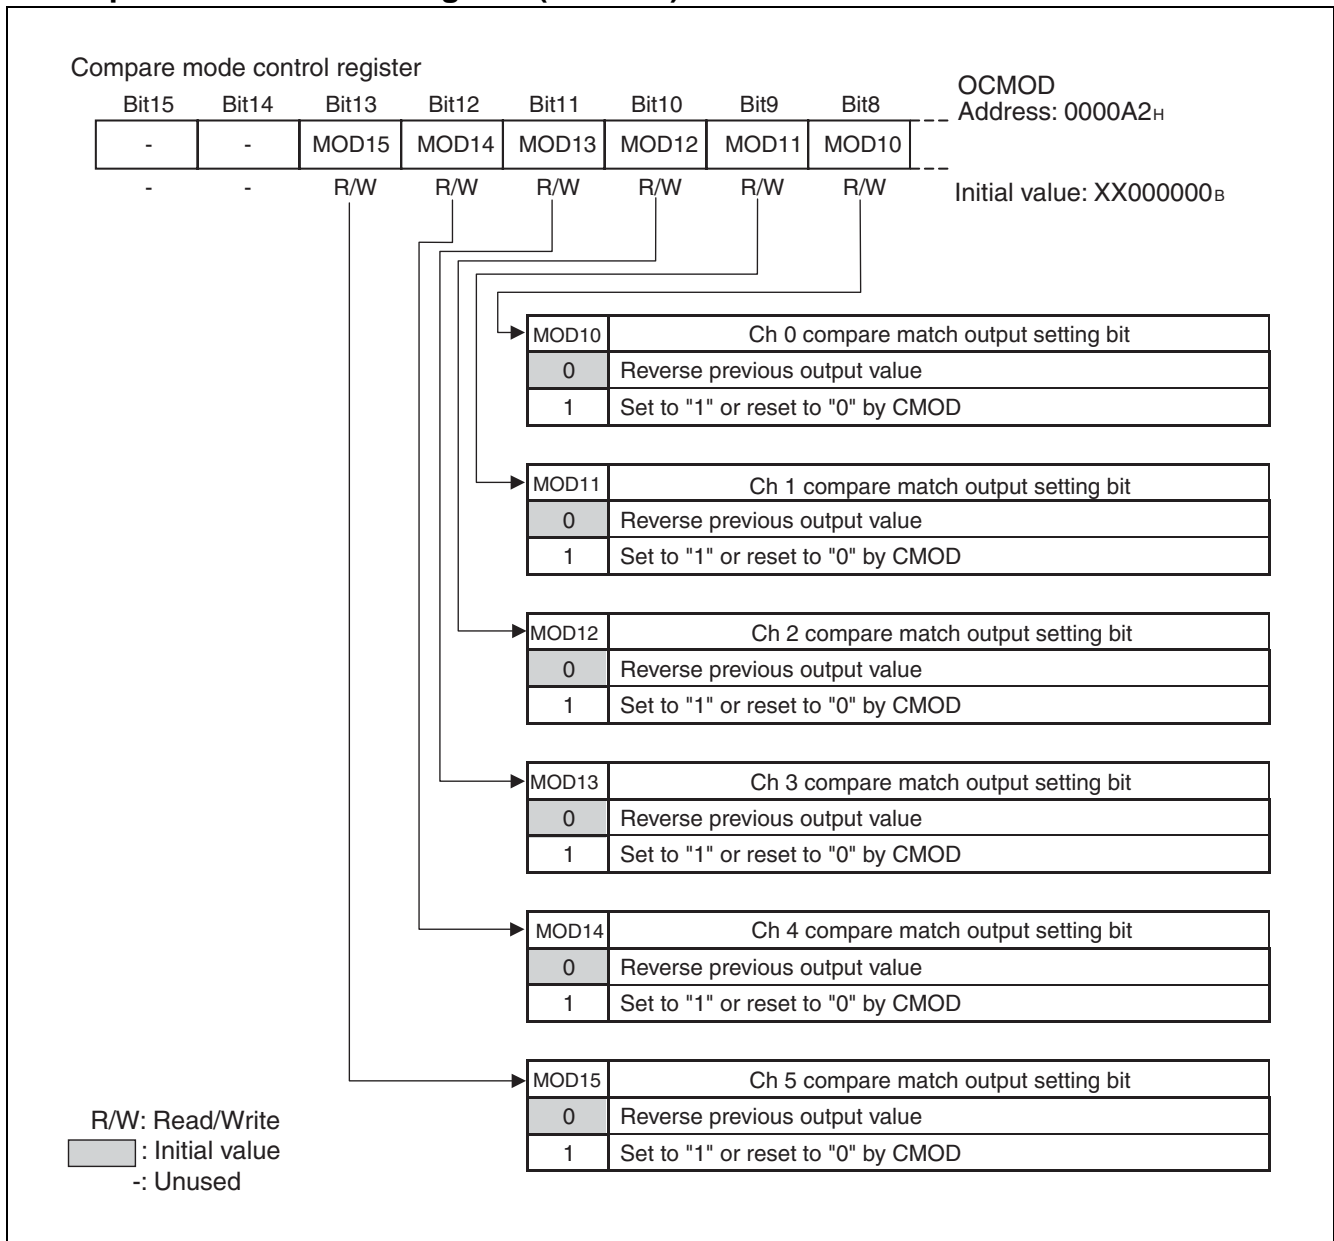 Compare mode control register
OCMOD
Bit15 Bit14 Bit13 Bit12 Bit11 Bit10 Bit9 Bit8
Address: 0000A2H
- - MOD15 MOD14 MOD13 MOD12 MOD11 MOD10
- - R/W R/W R/W R/W R/W R/W
Initial value: XX000000B
MOD10 Ch 0 compare match output setting bit
0 Reverse previous output value
1 Set to "1" or reset to "0" by CMOD
MOD11 Ch 1 compare match output setting bit
0 Reverse previous output value
1 Set to "1" or reset to "0" by CMOD
MOD12 Ch 2 compare match output setting bit
0 Reverse previous output value
1 Set to "1" or reset to "0" by CMOD
MOD13 Ch 3 compare match output setting bit
0 Reverse previous output value
1 Set to "1" or reset to "0" by CMOD
MOD14 Ch 4 compare match output setting bit
0 Reverse previous output value
1 Set to "1" or reset to "0" by CMOD
MOD15 Ch 5 compare match output setting bit
0 Reverse previous output value
1 Set to "1" or reset to "0" by CMOD
R/W: Read/Write
: Initial value
-: Unused